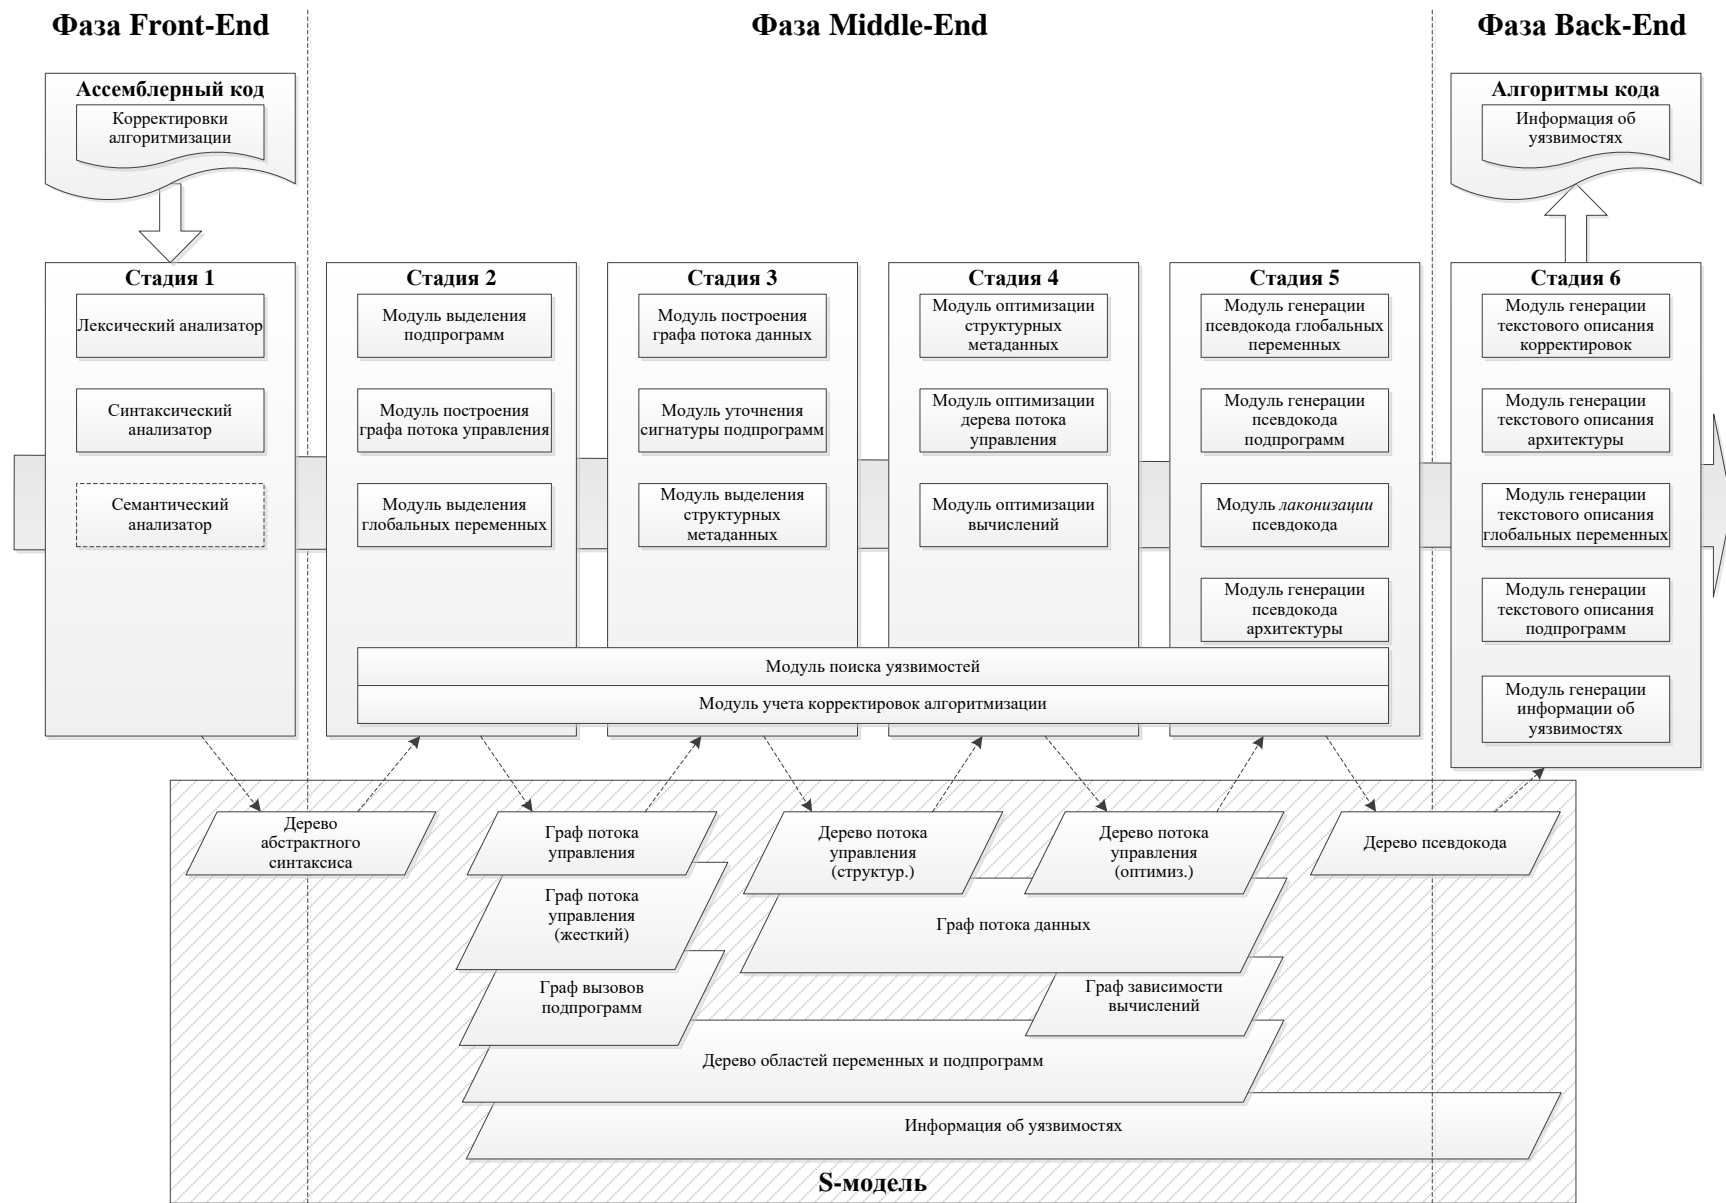 Фаза Front-End
Фаза Middle-End
Фаза Back-End
Ассемблерный код
Корректировки
алгоритмизации
Алгоритмы кода
Информация об
уязвимостях
Стадия 1
Лексический анализатор
Синтаксический
анализатор
Семантический
анализатор
Стадия 2
Модуль выделения
подпрограмм
Модуль построения
графа потока управления
Модуль выделения
глобальных переменных
Стадия 3
Модуль построения
графа потока данных
Модуль уточнения
сигнатуры подпрограмм
Модуль выделения
структурных
метаданных
Стадия 4
Модуль оптимизации
структурных
метаданных
Модуль оптимизации
дерева потока
управления
Модуль оптимизации
вычислений
Стадия 5
Модуль генерации
псевдокода глобальных
переменных
Модуль генерации
псевдокода
подпрограмм
Модуль лаконизации
псевдокода
Модуль генерации
псевдокода
архитектуры
Стадия 6
Модуль генерации
текстового описания
корректировок
Модуль генерации
текстового описания
архитектуры
Модуль генерации
текстового описания
глобальных переменных
Модуль генерации
текстового описания
подпрограмм
Модуль генерации
информации об
уязвимостях
Модуль поиска уязвимостей
Модуль учета корректировок алгоритмизации
Дерево
абстрактного
синтаксиса
Граф потока
управления
Дерево потока
управления
(структур.)
Дерево потока
управления
(оптимиз.)
Дерево псевдокода
Граф потока
управления
(жесткий)
Граф потока данных
Граф вызовов
подпрограмм
Граф зависимости
вычислений
Дерево областей переменных и подпрограмм
Информация об уязвимостях
S-модель